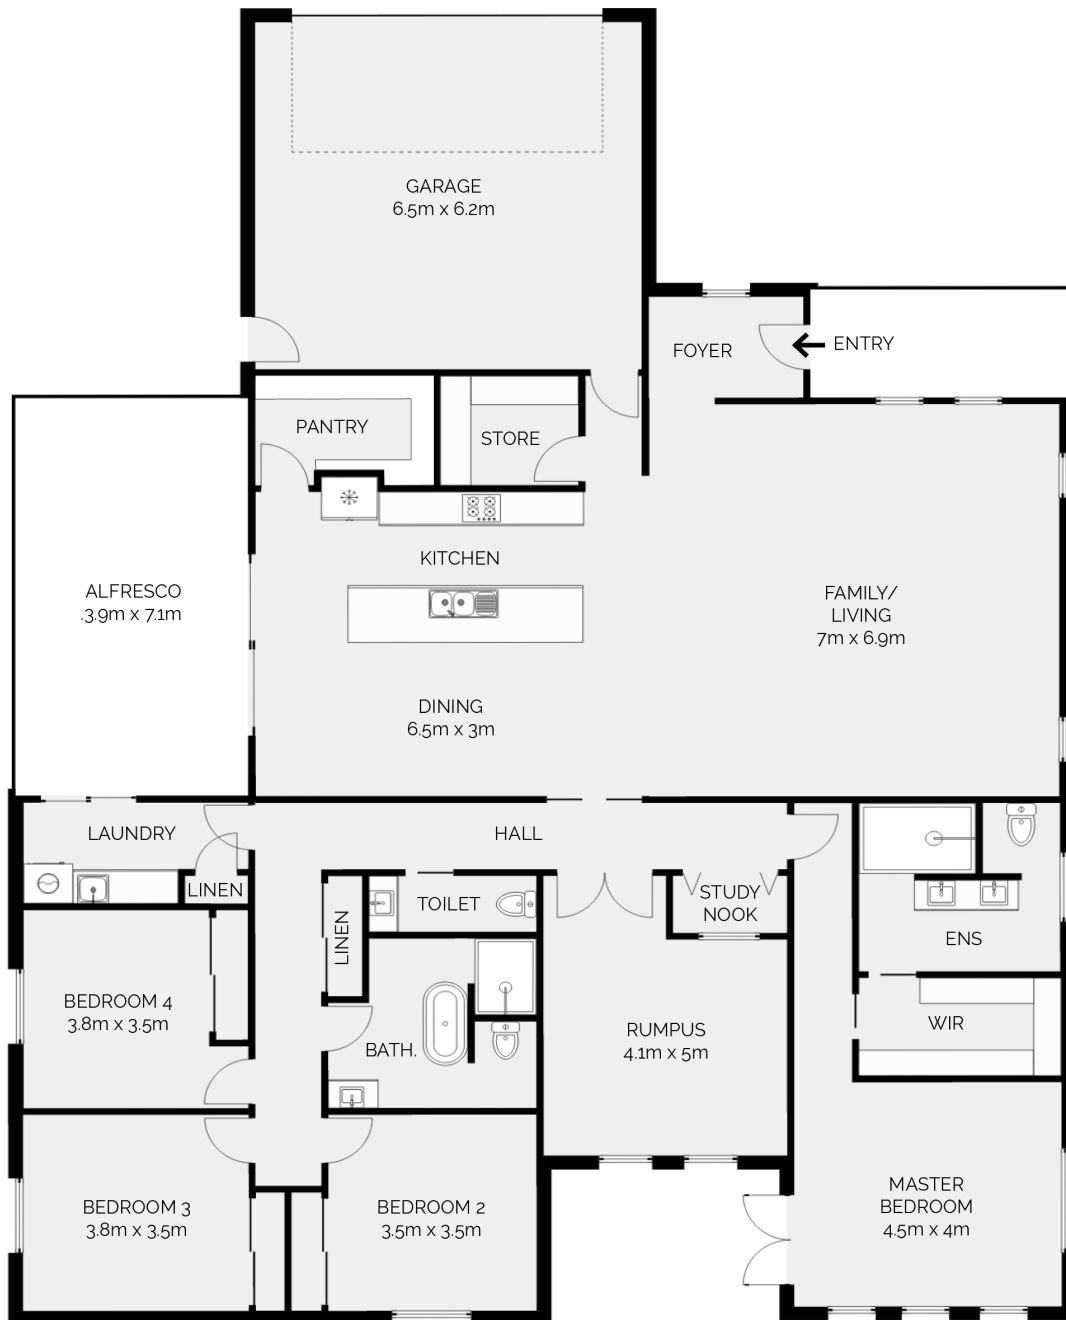 GARAGE
6.5m x 6.2m
FOYER
ENTRY
PANTRY
STORE
KITCHEN
ALFRESCO
.3.9m x 7.1m
FAMILY/
LIVING
7m x 6.9m
DINING
6.5m x 3m
LAUNDRY
HALL
LINEN
TOILET
STUDY
NOOK
LINEN
ENS
BEDROOM 4
3.8m x 3.5m
BATH.
RUMPUS
4.1m x 5m
WIR
BEDROOM 3
3.8m x 3.5m
BEDROOM 2
3.5m x 3.5m
MASTER
BEDROOM
4.5m x 4m